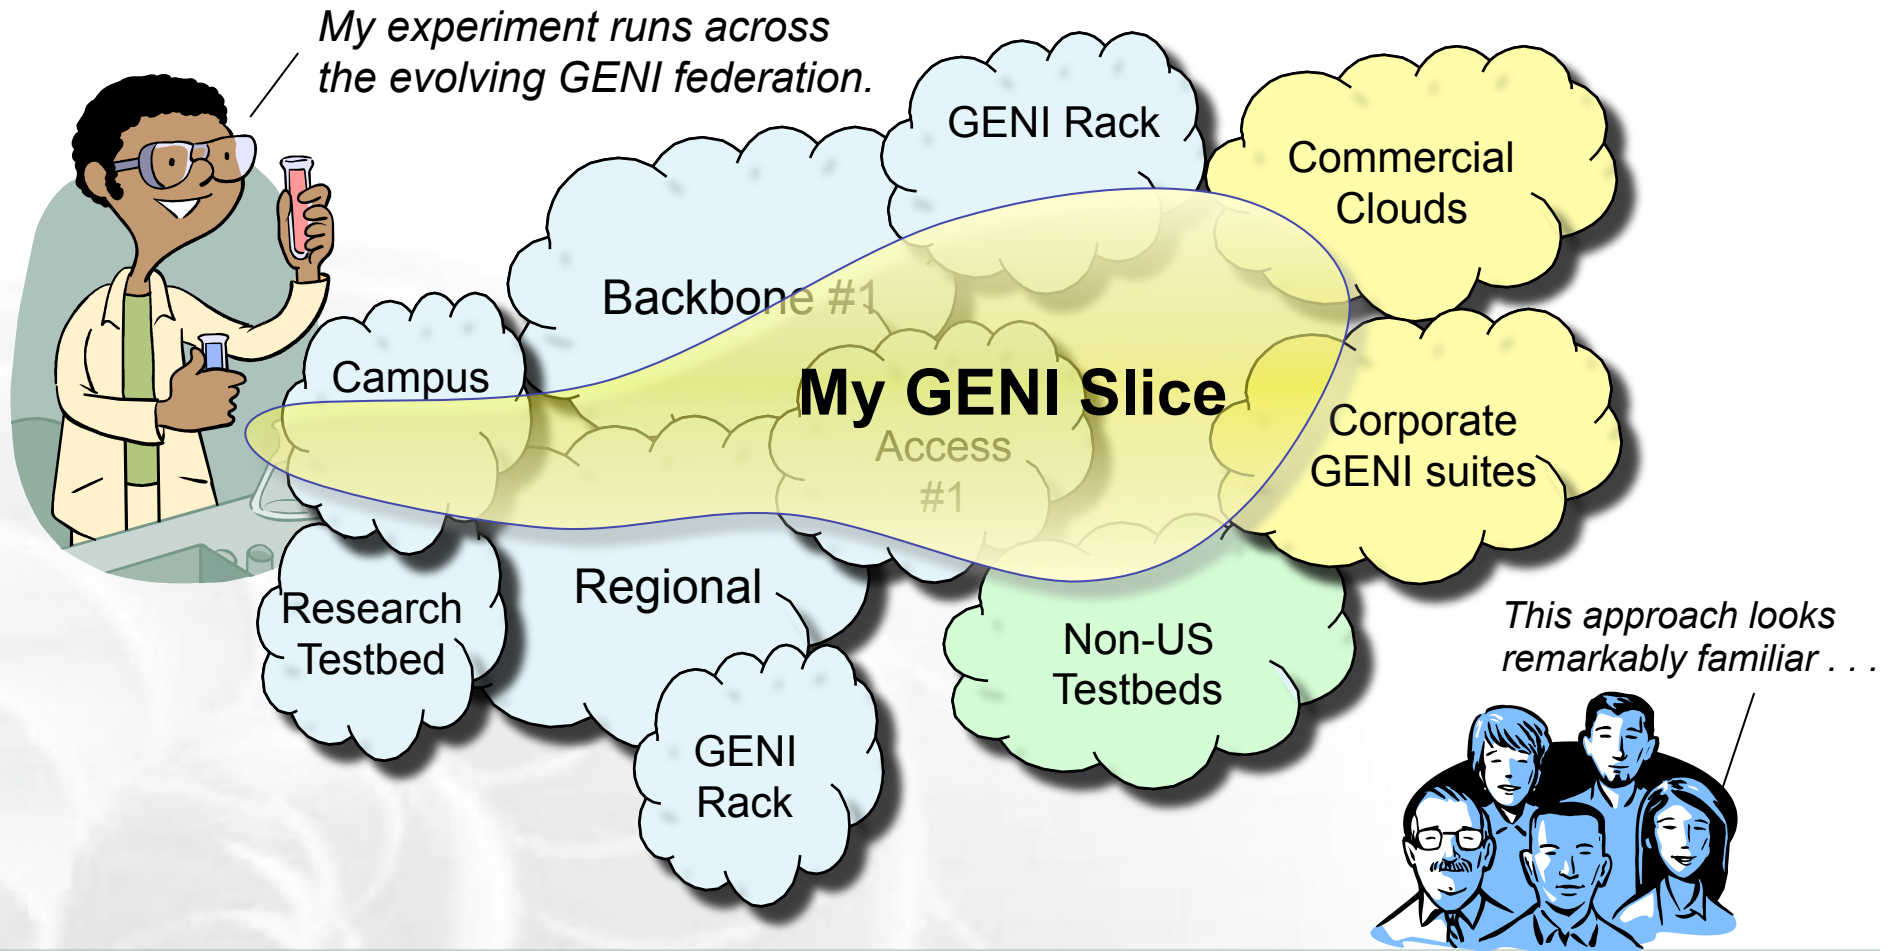 My experiment runs across
the evolving GENI federation.
GENI Rack
Commercial
Clouds
Backbone #1
Campus
My GENI Slice
Access
#1
Corporate
GENI suites
Research
Testbed
Regional
Non-US
Testbeds
GENI
Rack
This approach looks
remarkably familiar . . .